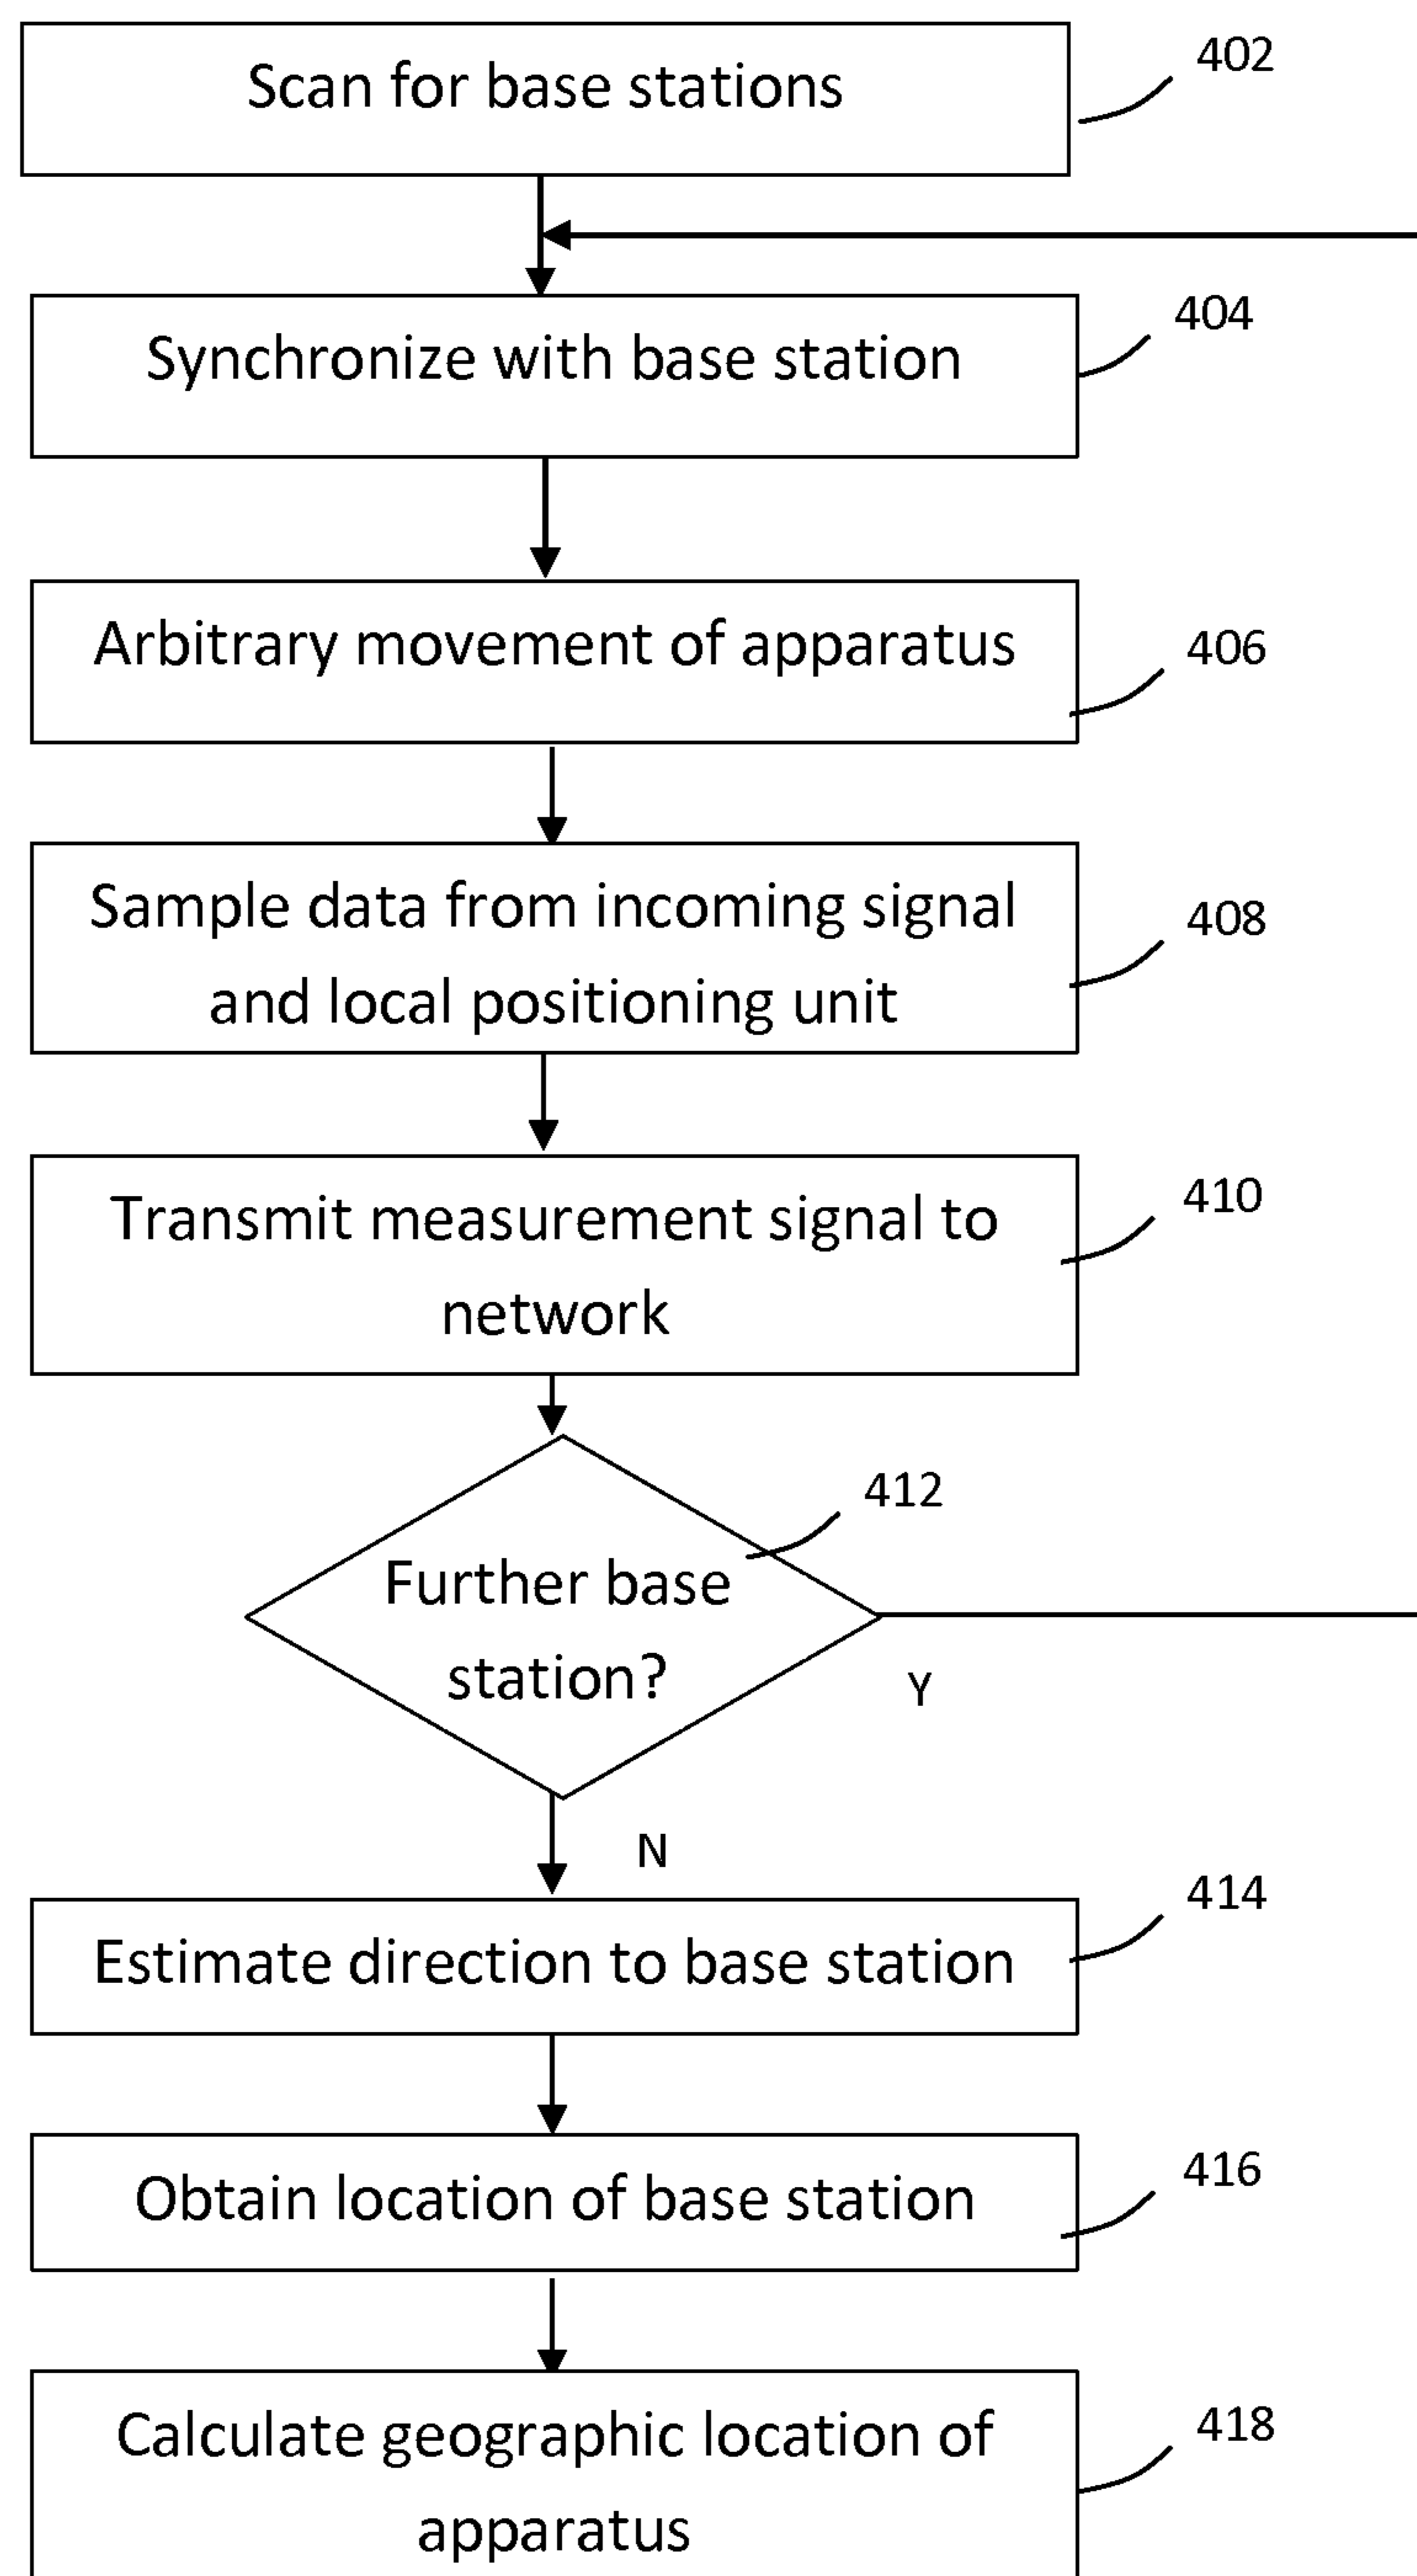 Scan for base stations
402
Synchronize with base station
404
Arbitrary movement of apparatus
406
Sample data from incoming signal
and local positioning unit
408
Transmit measurement signal to
network
410
412
Further base
station?
Y
N
414
Estimate direction to base station
416
Obtain location of base station
418
Calculate geographic location of
apparatus